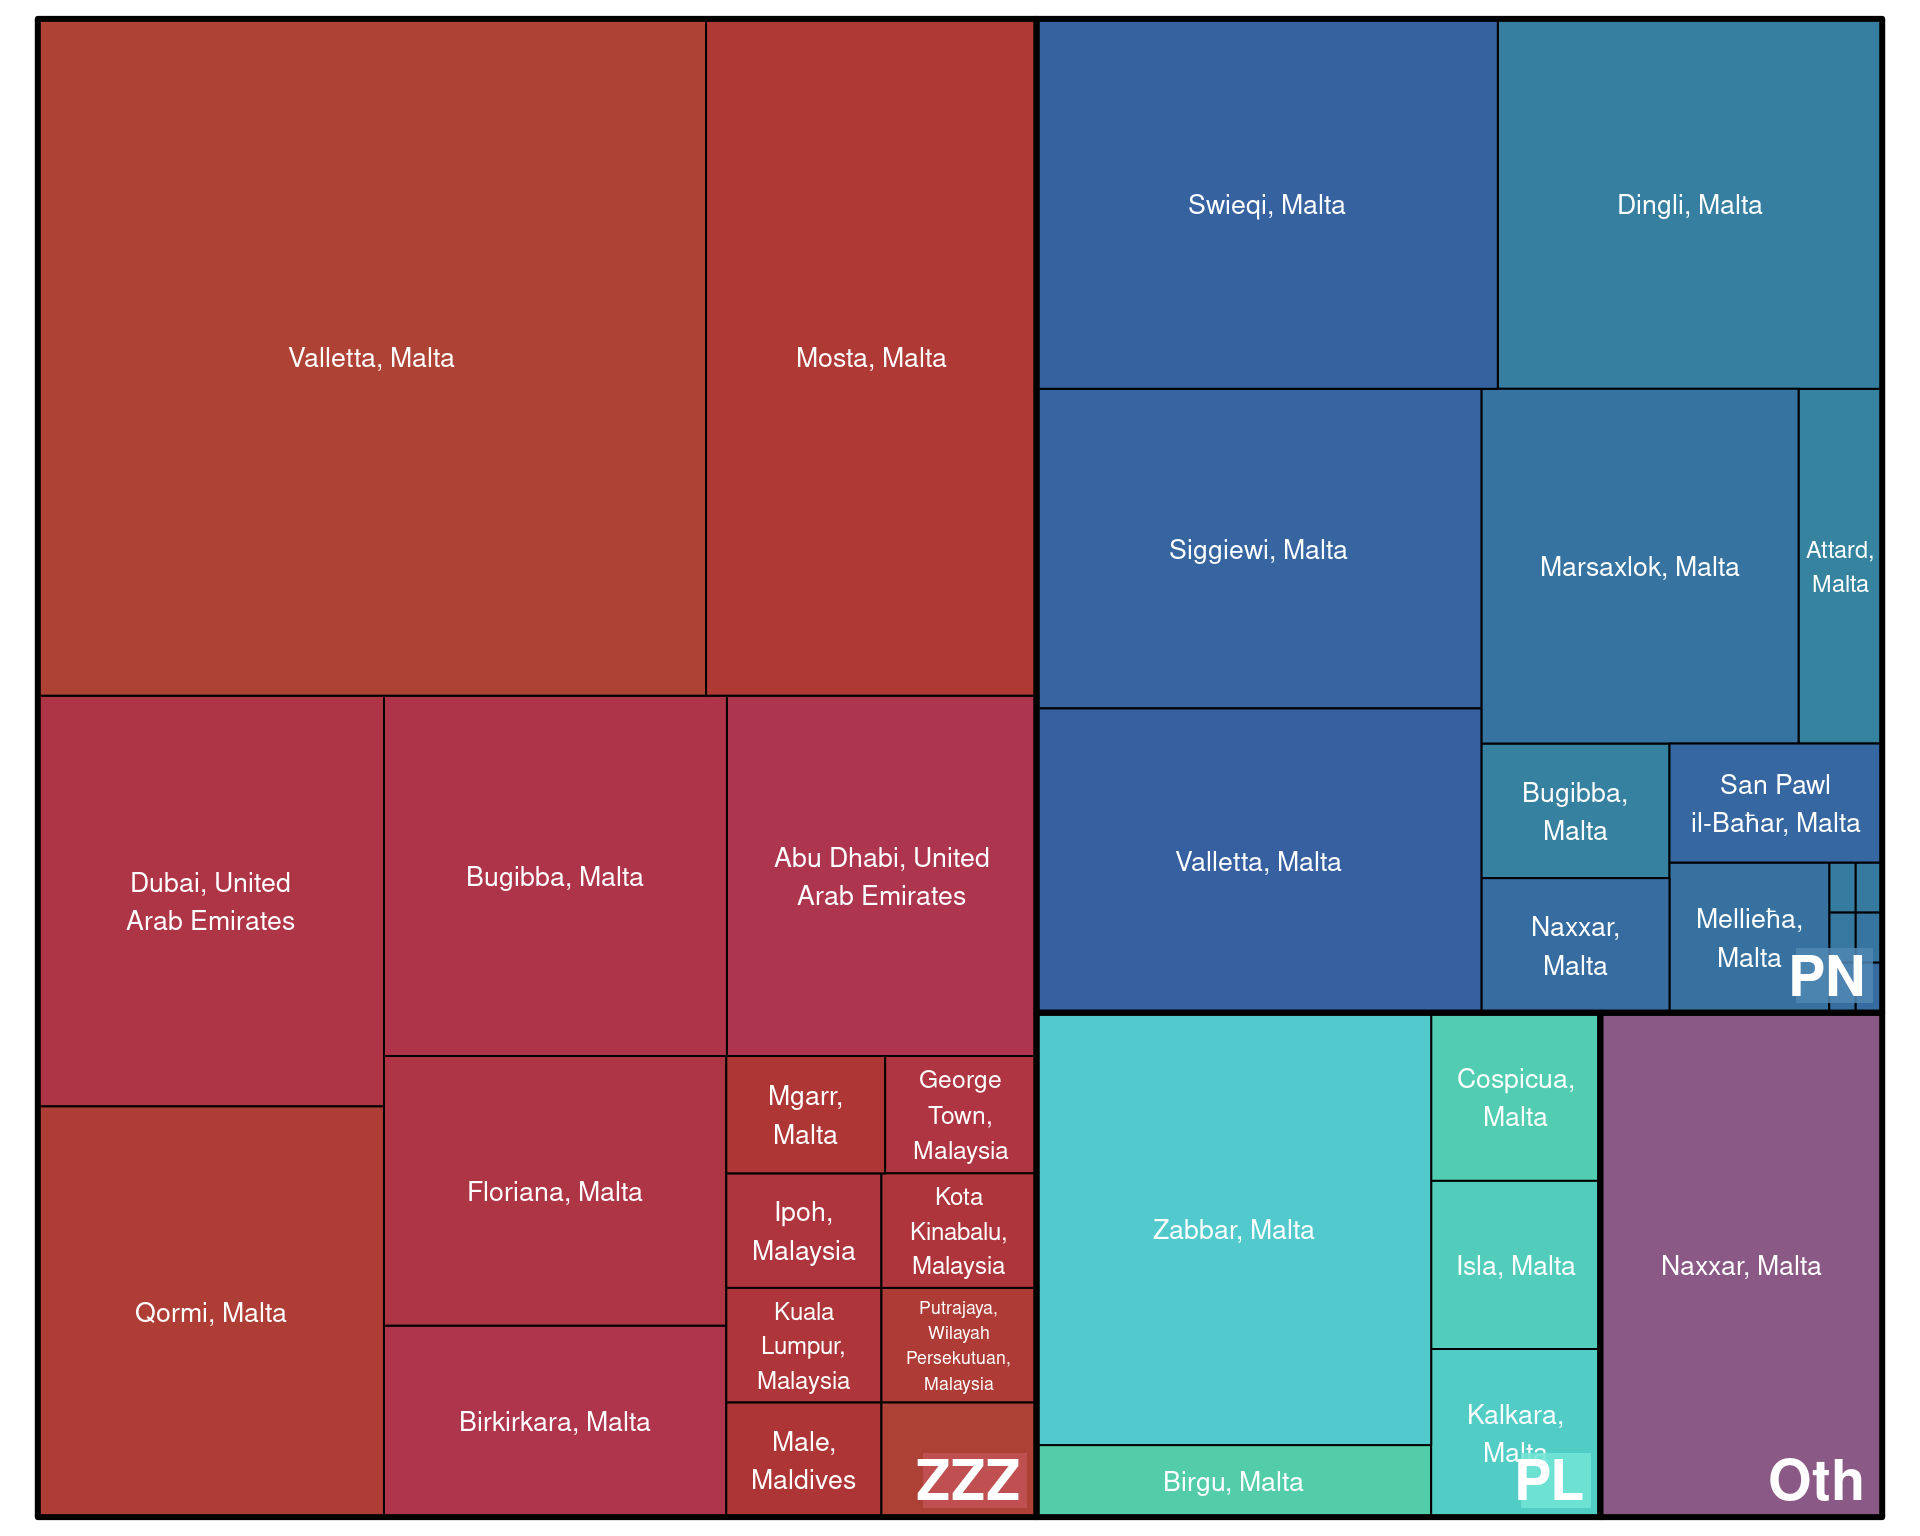 Valletta, Malta
Mosta, Malta
Dubai, United
Arab Emirates
Bugibba, Malta
Abu Dhabi, United
Arab Emirates
Qormi, Malta
Floriana, Malta
Birkirkara, Malta
Mgarr,
Malta
George
Town,
Malaysia
Ipoh,
Malaysia
Kota
Kinabalu,
Malaysia
Kuala
Lumpur,
Malaysia
Putrajaya,
Wilayah
Persekutuan,
Malaysia
Male,
Maldives
ZZZ
Swieqi, Malta
Dingli, Malta
Siggiewi, Malta
Marsaxlok, Malta
Attard,
Malta
Valletta, Malta
Bugibba,
Malta
San Pawl
il-Baħar, Malta
Naxxar,
Malta
Mellieħa,
Malta
PN
Zabbar, Malta
Cospicua,
Malta
Isla, Malta
Kalkara,
Malta
Birgu, Malta
PL
Naxxar, Malta
Oth